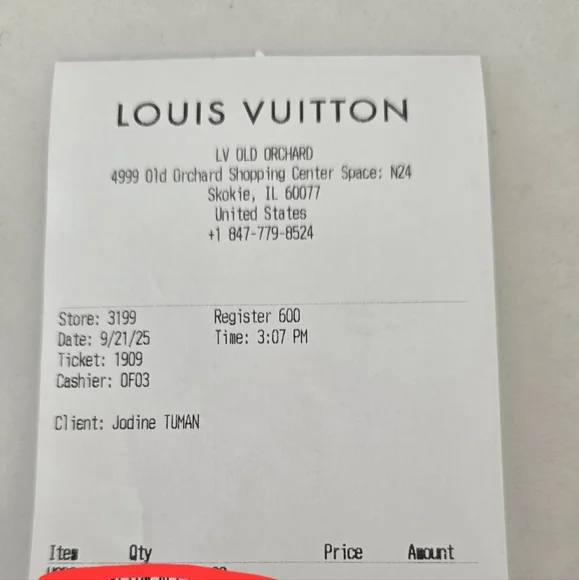 LOUIS VUITTON
LV OLD ORCHARD
4999 Old Orchard Shopping Center Space: N24
Skokie, IL 60077
United States
+1 847-779-8524
Store: 3199 Register 600
Date: 9/21/25 Time: 3:07 PM
Ticket: 1909
Cashier: OF03
Client: Jodine TUMAN
Item Qty Price Amount